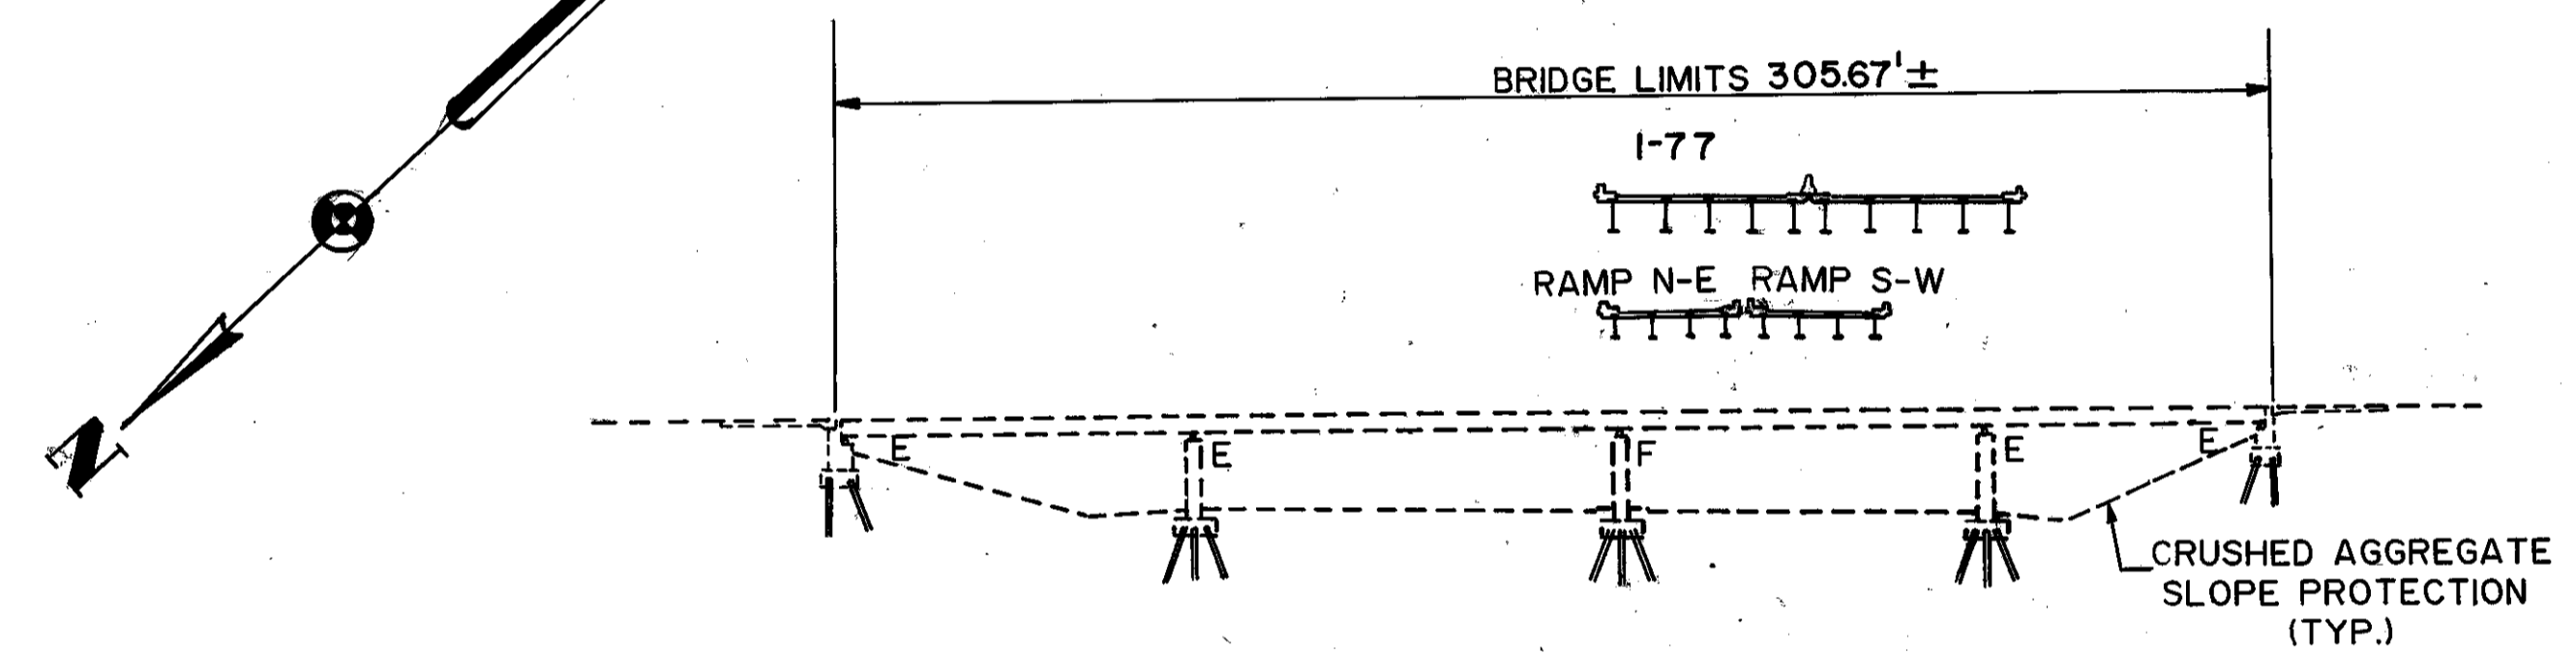 BRIDGE LIMITS 305.67'±
I-77
RAMP N-E RAMP S-W
N
E E F E E
CRUSHED AGGREGATE
SLOPE PROTECTION
(TYP.)